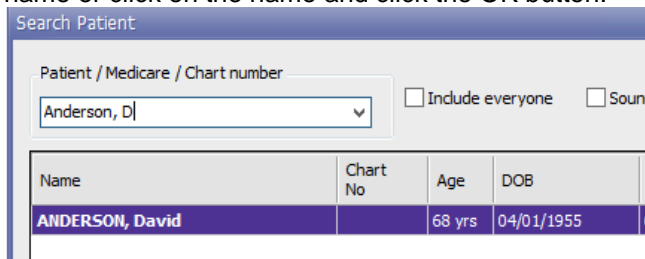 name or click on the name and click the OK button.
Search Patient
Patient / Medicare / Chart number
Anderson, D
Include everyone
Soun
Name Chart No Age DOB
ANDERSON, David 68 yrs 04/01/1955